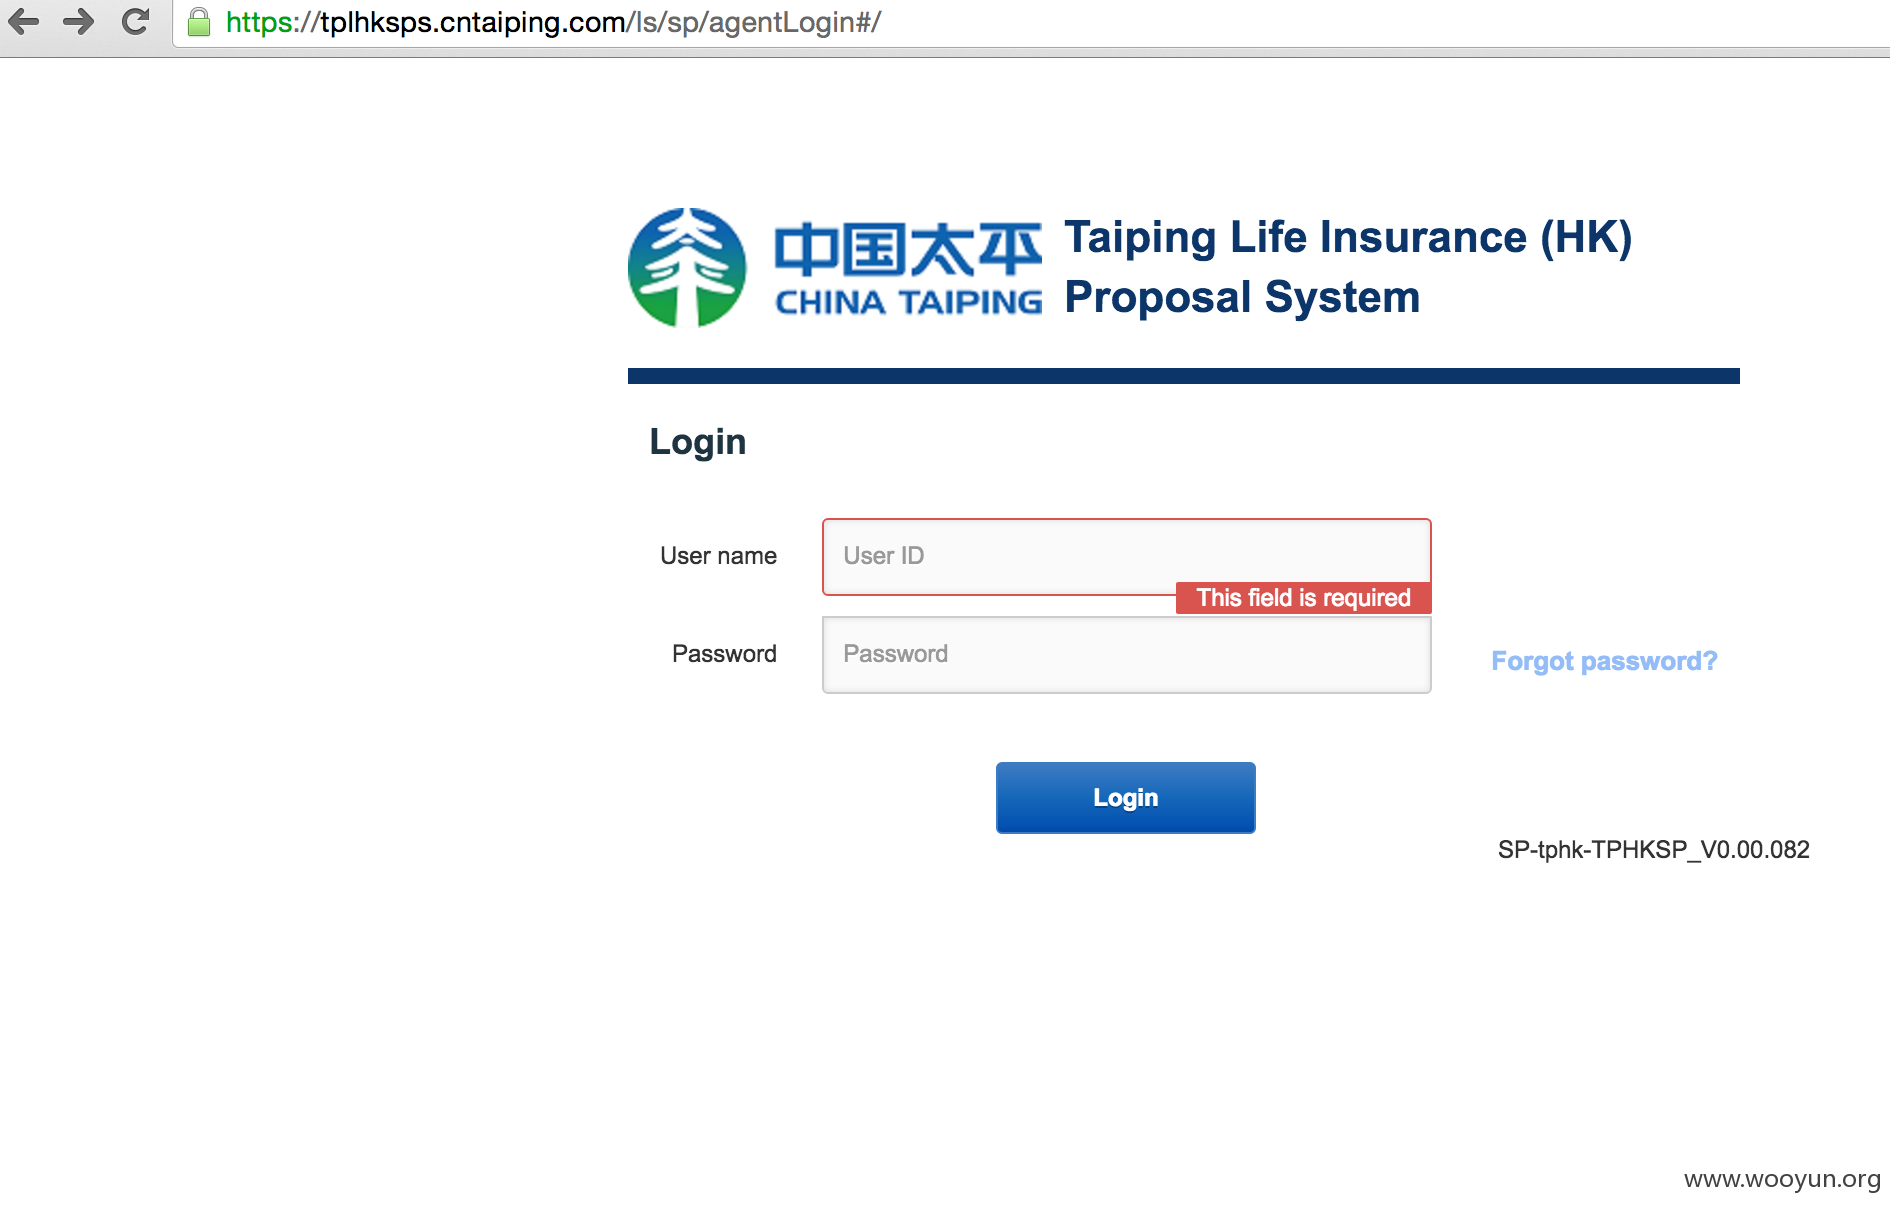 https://tplhksps.cntaiping.com/ls/sp/agentLogin#/
中国太平
CHINA TAIPING
Taiping Life Insurance (HK)
Proposal System
Login
User name
User ID
This field is required
Password
Password
Forgot password?
Login
SP-tphk-TPHKSP_V0.00.082
www.wooyun.org